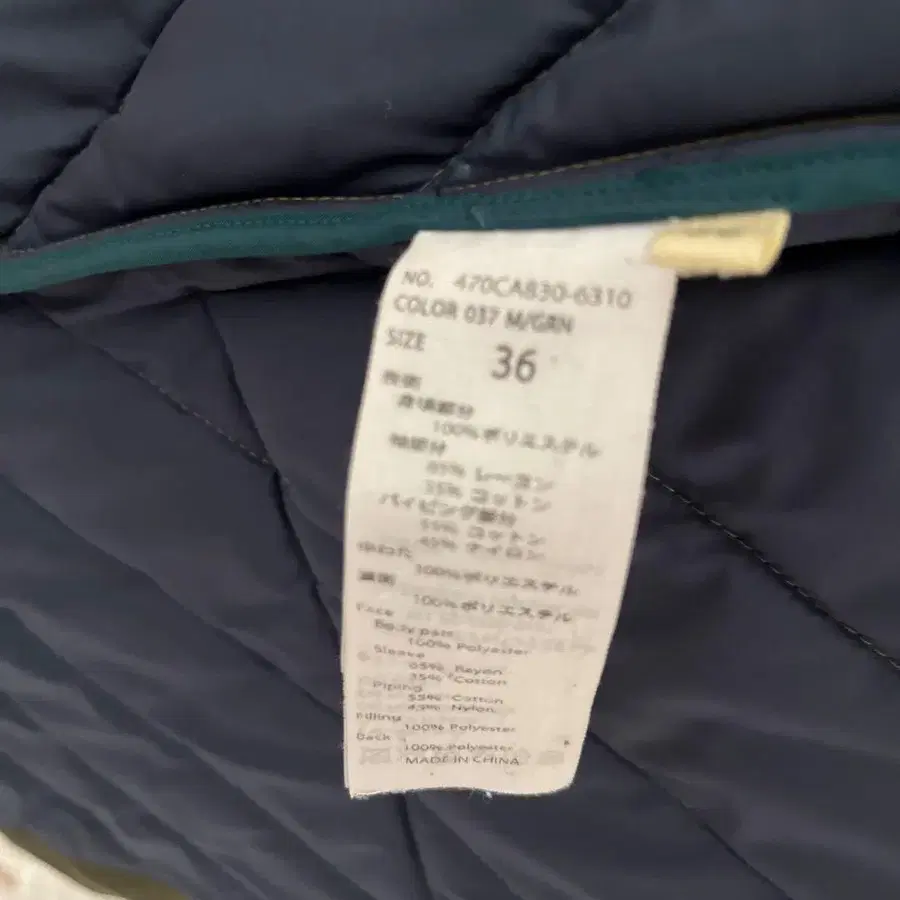 NO. 470CA830-6310
COLOR 037 M/GRN
SIZE 36
表面
身頃部分
100% ポリエステル
袖部分
65% レーヨン
35% コットン
パイピング部分
55% コットン
45% ナイロン
中わた
100% ポリエステル
裏面
100% ポリエステル
Face
Body part
100% Polyester
Sleeve
65% Rayon
35% Cotton
Piping
55% Cotton
45% Nylon
Filling
100% Polyester
Back
100% Polyester
MADE IN CHINA